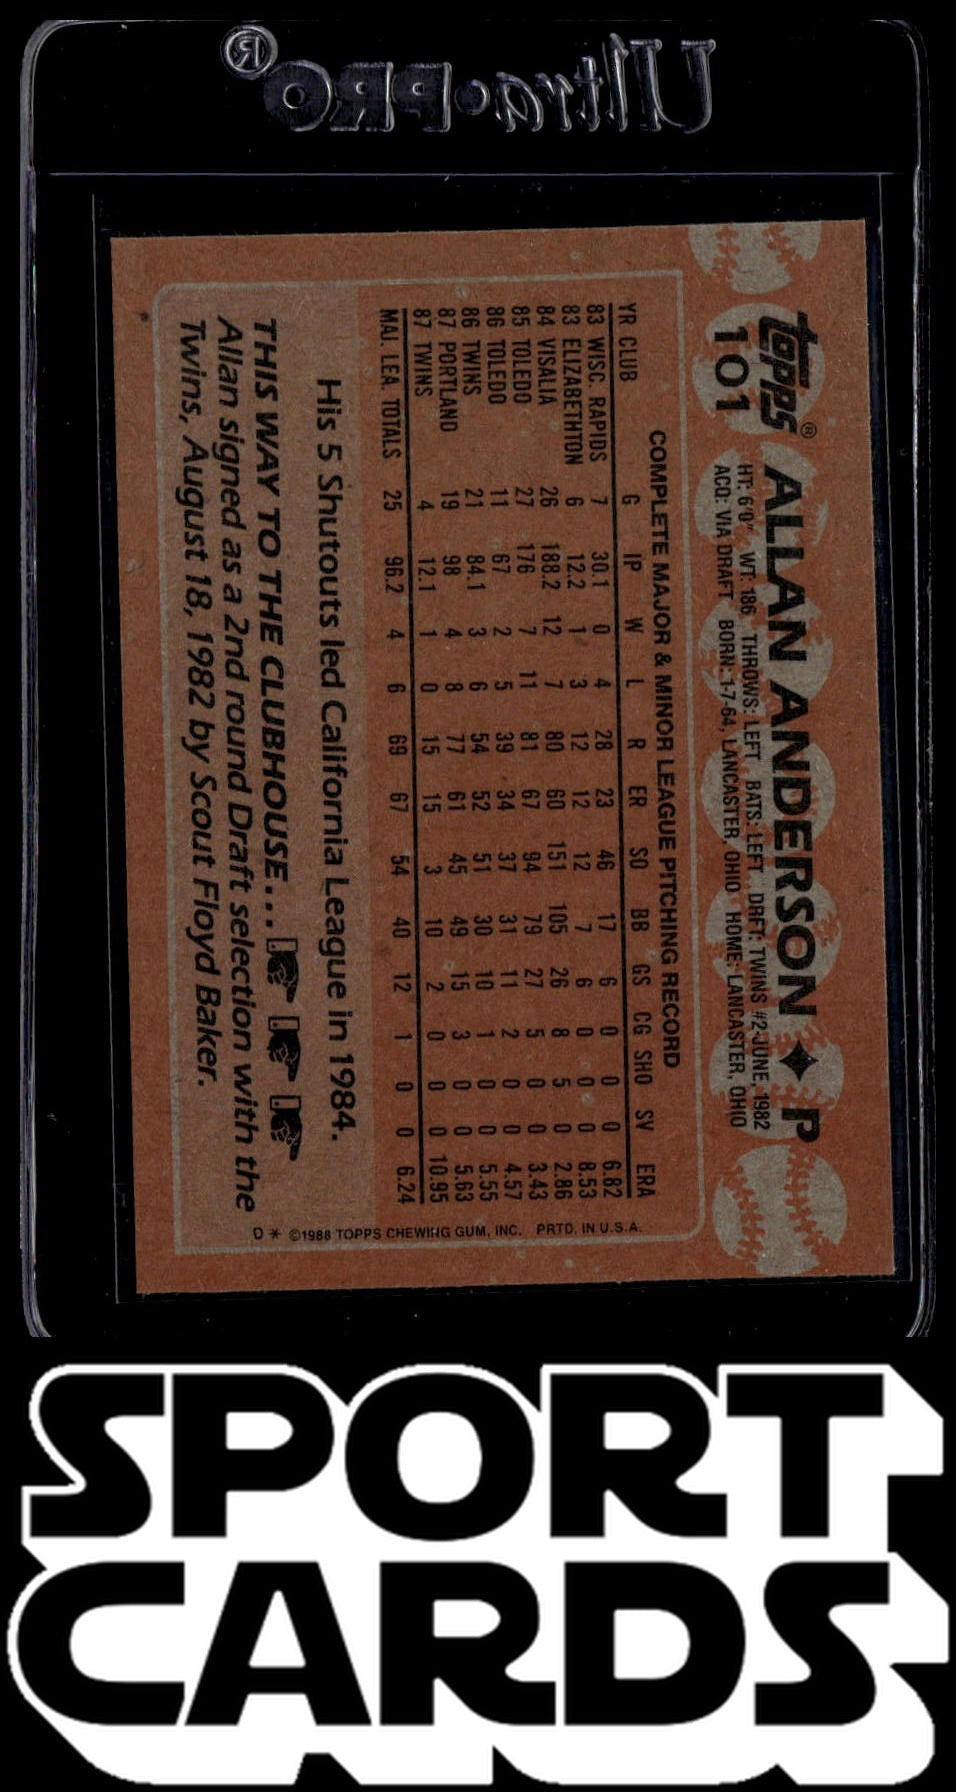 Ultra•PRO®
topps®
101
ALLAN ANDERSON ✦ P
HT: 6'0" WT: 186 THROWS: LEFT BATS: LEFT DRFT: TWINS #2-JUNE, 1982
ACQ: VIA DRAFT BORN: 1-7-64, LANCASTER, OHIO HOME: LANCASTER, OHIO
COMPLETE MAJOR & MINOR LEAGUE PITCHING RECORD
YR CLUB G IP W L R ER SO BB GS CG SHO SV ERA
83 WISC. RAPIDS 7 30.1 0 4 28 23 46 17 6 0 0 0 6.82
83 ELIZABETHTON 6 12.2 1 3 12 12 12 7 6 0 0 0 8.53
84 VISALIA 26 188.2 12 7 80 60 151 105 26 8 5 0 2.86
85 TOLEDO 27 176 7 11 81 67 94 79 27 5 0 0 3.43
86 TOLEDO 11 67 2 5 39 34 37 31 11 2 0 0 4.57
86 TWINS 21 84.1 3 6 54 52 51 30 10 1 0 0 5.55
87 PORTLAND 19 98 4 8 77 61 45 49 15 3 0 0 5.63
87 TWINS 4 12.1 1 0 15 15 3 10 2 0 0 0 10.95
MAJ. LEA. TOTALS 25 96.2 4 6 69 67 54 40 12 1 0 0 6.24
His 5 Shutouts led California League in 1984.
THIS WAY TO THE CLUBHOUSE...
Allan signed as a 2nd round Draft selection with the
Twins, August 18, 1982 by Scout Floyd Baker.
D * ©1988 TOPPS CHEWING GUM, INC. PRTD. IN U.S.A.
SPORT
CARDS